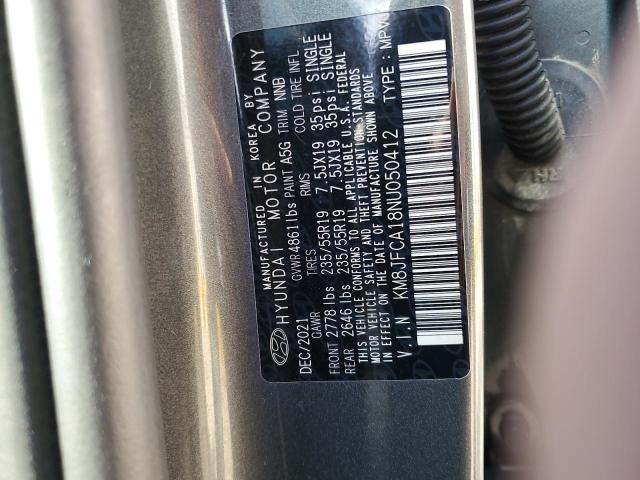 MANUFACTURED IN KOREA BY
HYUNDAI MOTOR COMPANY
DEC/2021 GVWR 4861 lbs PAINT A5G TRIM NNB
GAWR TIRES RIMS COLD TIRE INFL
FRONT 2778 lbs 235/55R19 7.5JX19 35psi SINGLE
REAR 2646 lbs 235/55R19 7.5JX19 35psi SINGLE
THIS VEHICLE CONFORMS TO ALL APPLICABLE U.S.A. FEDERAL
MOTOR VEHICLE SAFETY AND THEFT PREVENTION STANDARDS
IN EFFECT ON THE DATE OF MANUFACTURE SHOWN ABOVE.
V.I.N KM8JFCA18NU050412 TYPE : MPV